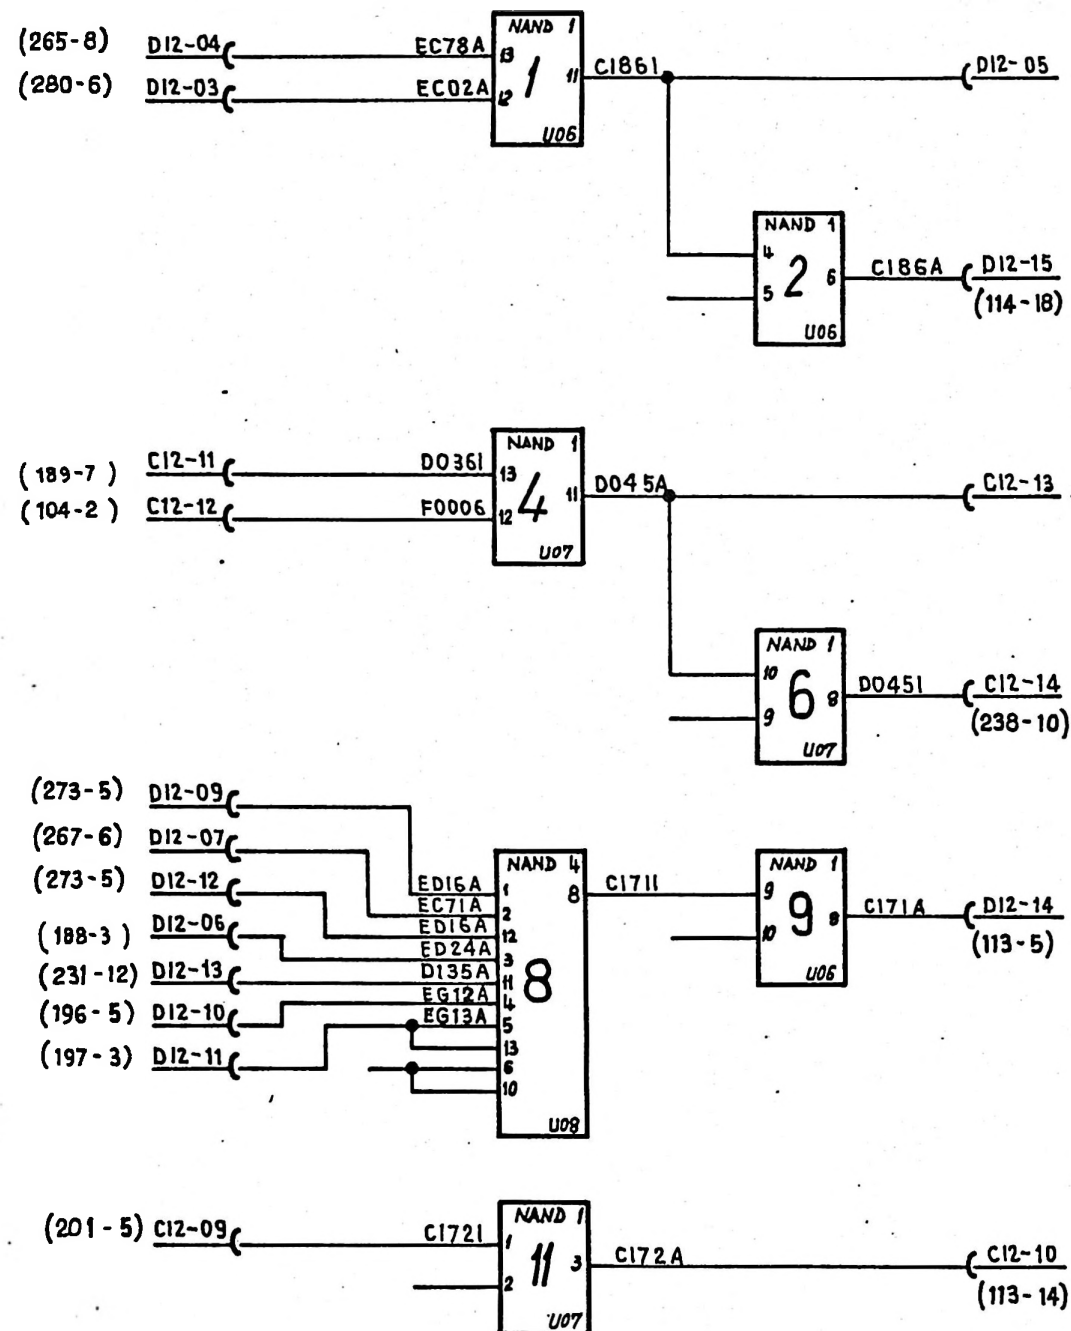 NAND 1
(265-8) D12-04 EC78A 13
1 11 C1861 D12-05
(280-6) D12-03 EC02A 12
U06
NAND 1
4
2 6 C186A D12-15
5 (114-18)
U06
NAND 1
(189-7) C12-11 D0361 13
4 11 D045A C12-13
(104-2) C12-12 F0006 12
U07
NAND 1
10
6 8 D0451 C12-14
9 (238-10)
U07
(273-5) D12-09
(267-6) D12-07
NAND 4 NAND 1
(273-5) D12-12 ED16A 1 8 C1711 9
EC71A 2 9 8 C171A D12-14
(188-3) D12-06 ED16A 12 10 (113-5)
ED24A 3
(231-12) D12-13 D135A 11 8 U06
(196-5) D12-10 EG12A 4
EG13A 5
13
(197-3) D12-11 6
10
U08
NAND 1
(201-5) C12-09 C1721 1
11 3 C172A C12-10
2 (113-14)
U07